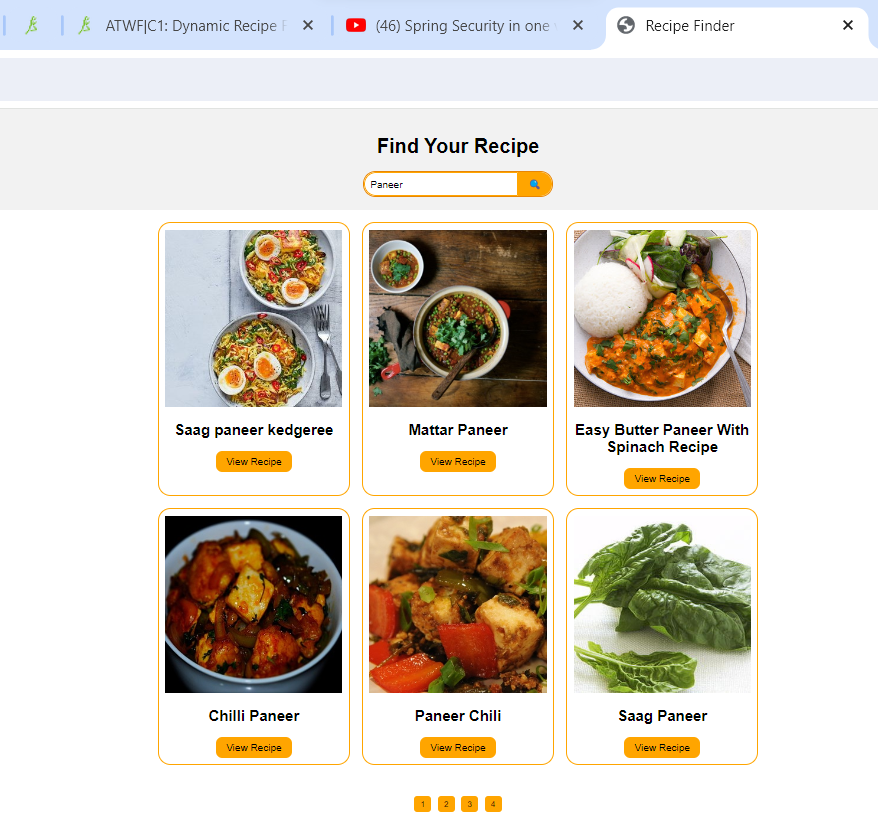 ATWF|C1: Dynamic Recipe F
(46) Spring Security in one
Recipe Finder
Find Your Recipe
Paneer
Saag paneer kedgeree
View Recipe
Mattar Paneer
View Recipe
Easy Butter Paneer With
Spinach Recipe
View Recipe
Chilli Paneer
View Recipe
Paneer Chili
View Recipe
Saag Paneer
View Recipe
1 2 3 4